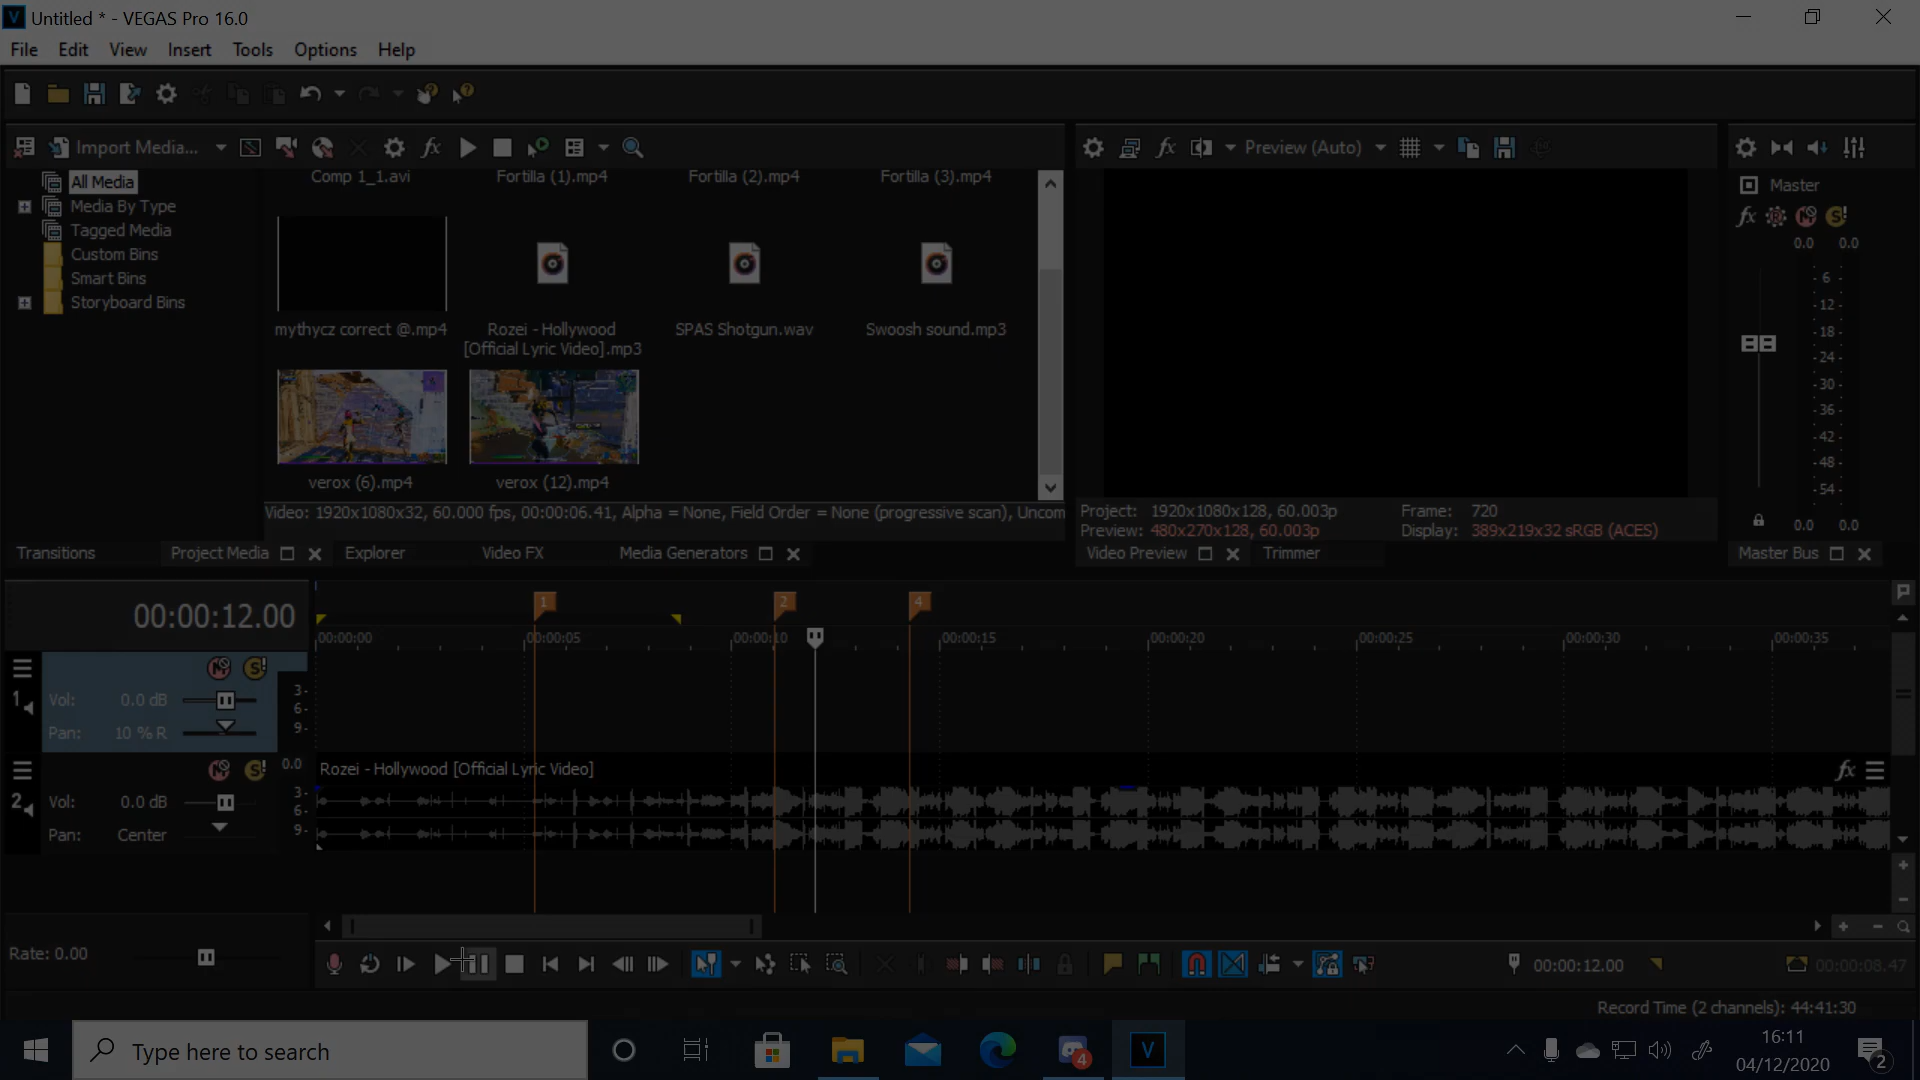 Untitled * - VEGAS Pro 16.0
File Edit View Insert Tools Options Help
Import Media... Preview (Auto)
All Media
Media By Type
Tagged Media
Custom Bins
Smart Bins
Storyboard Bins
Comp 1_1.avi Fortilla (1).mp4 Fortilla (2).mp4 Fortilla (3).mp4
mythycz correct @.mp4 Rozei - Hollywood [Official Lyric Video].mp3 SPAS Shotgun.wav Swoosh sound.mp3
verox (6).mp4 verox (12).mp4
Video: 1920x1080x32, 60.000 fps, 00:00:06.41, Alpha = None, Field Order = None (progressive scan), Uncom
Project: 1920x1080x128, 60.003p Frame: 720
Preview: 480x270x128, 60.003p Display: 389x219x32 sRGB (ACES)
Master
0.0 0.0
- 6 -
- 12 -
- 18 -
- 24 -
- 30 -
- 36 -
- 42 -
- 48 -
- 54 -
0.0 0.0
Transitions Project Media Explorer Video FX Media Generators Video Preview Trimmer Master Bus
00:00:12.00
1 2 4
00:00:00 00:00:05 00:00:10 00:00:15 00:00:20 00:00:25 00:00:30 00:00:35
1
Vol: 0.0 dB
Pan: 10 % R
3-
6-
9-
2
Vol: 0.0 dB
Pan: Center
0.0
3-
6-
9-
Rozei - Hollywood [Official Lyric Video]
fx
Rate: 0.00
00:00:12.00 00:00:08.47
Record Time (2 channels): 44:41:30
Type here to search
4
V
16:11
04/12/2020
2